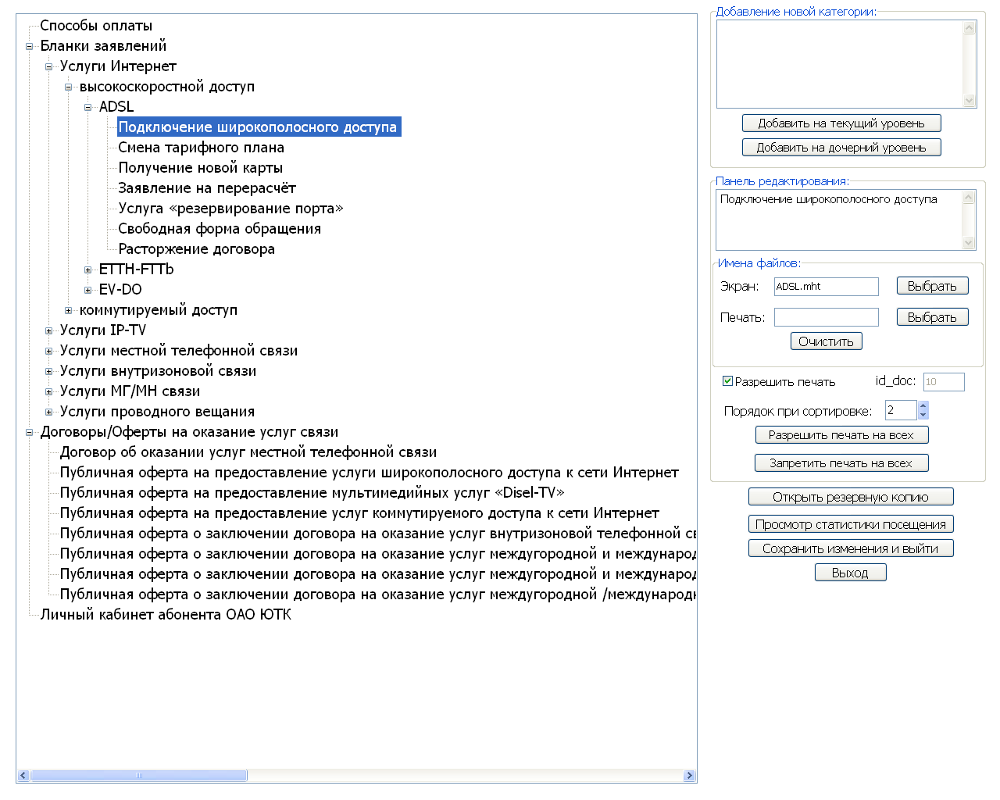 Способы оплаты
Бланки заявлений
Услуги Интернет
высокоскоростной доступ
ADSL
Подключение широкополосного доступа
Смена тарифного плана
Получение новой карты
Заявление на перерасчёт
Услуга «резервирование порта»
Свободная форма обращения
Расторжение договора
ETTH-FTTb
EV-DO
коммутируемый доступ
Услуги IP-TV
Услуги местной телефонной связи
Услуги внутризоновой связи
Услуги МГ/МН связи
Услуги проводного вещания
Договоры/Оферты на оказание услуг связи
Договор об оказании услуг местной телефонной связи
Публичная оферта на предоставление услуги широкополосного доступа к сети Интернет
Публичная оферта на предоставление мультимедийных услуг «Disel-TV»
Публичная оферта на предоставление услуг коммутируемого доступа к сети Интернет
Публичная оферта о заключении договора на оказание услуг внутризоновой телефонной св
Публичная оферта о заключении договора на оказание услуг междугородной и международ
Публичная оферта о заключении договора на оказание услуг междугородной и международ
Публичная оферта о заключении договора на оказание услуг междугородной /международн
Личный кабинет абонента ОАО ЮТК
Добавление новой категории:
Добавить на текущий уровень
Добавить на дочерний уровень
Панель редактирования:
Подключение широкополосного доступа
Имена файлов:
Экран: ADSL.mht Выбрать
Печать: Выбрать
Очистить
Разрешить печать id_doc: 10
Порядок при сортировке: 2
Разрешить печать на всех
Запретить печать на всех
Открыть резервную копию
Просмотр статистики посещения
Сохранить изменения и выйти
Выход